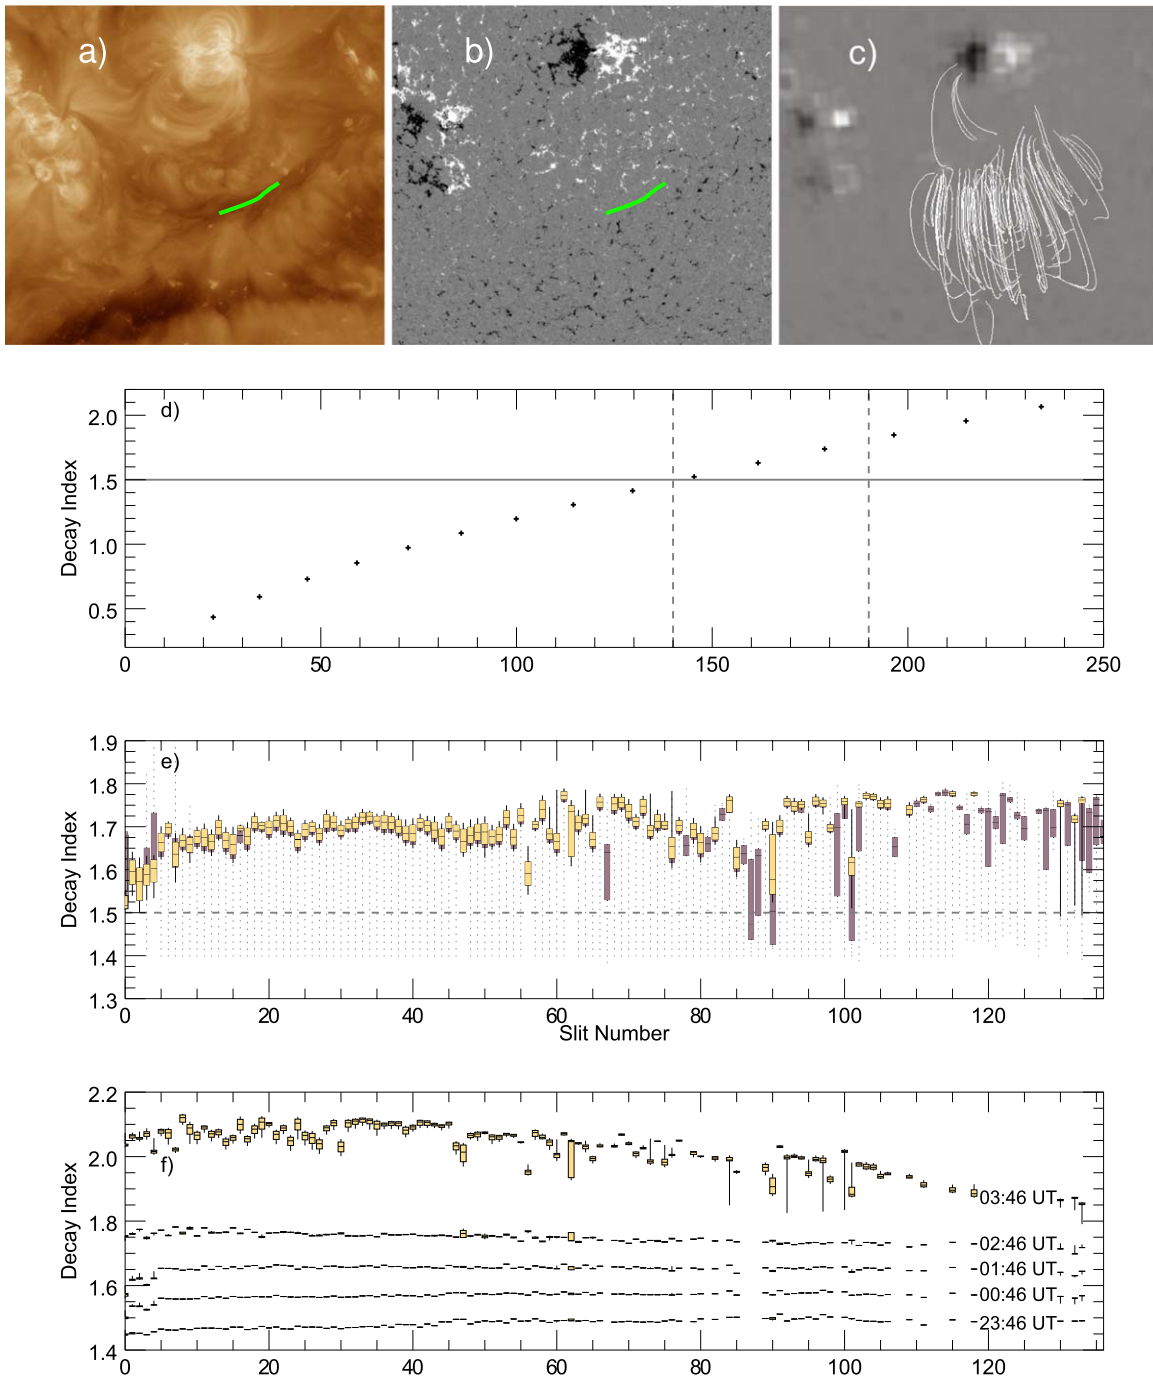 a) b) c)
d)
2.0
1.5
1.0
0.5
Decay Index
0 50 100 150 200 250
e)
1.9
1.8
1.7
1.6
1.5
1.4
1.3
Decay Index
0 20 40 60 80 100 120
Slit Number
2.2
2.0
1.8
1.6
1.4
Decay Index
f)
03:46 UT
02:46 UT
01:46 UT
00:46 UT
23:46 UT
0 20 40 60 80 100 120